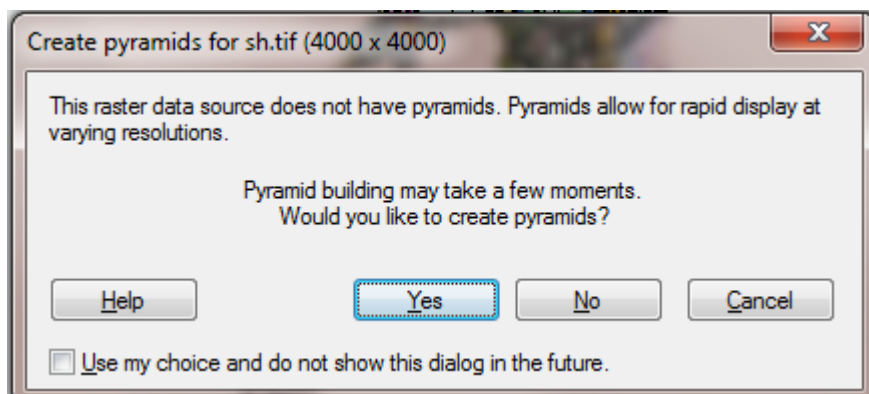 Create pyramids for sh.tif (4000 x 4000)
This raster data source does not have pyramids. Pyramids allow for rapid display at
varying resolutions.
Pyramid building may take a few moments.
Would you like to create pyramids?
Help Yes No Cancel
Use my choice and do not show this dialog in the future.